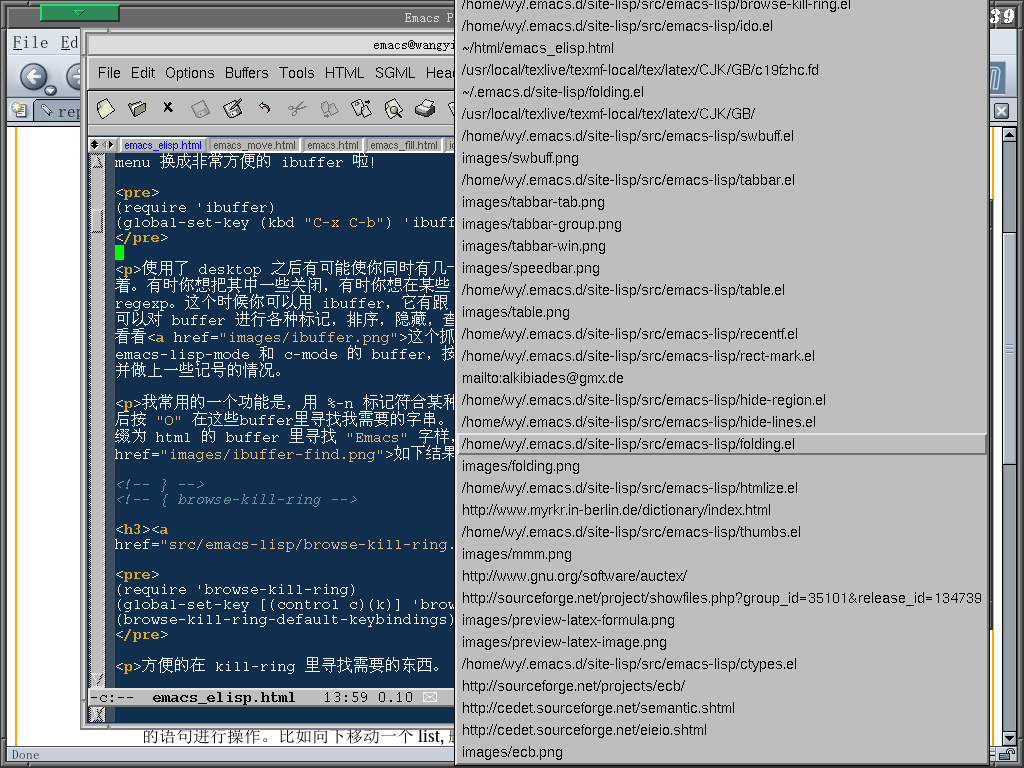 Emacs P
39
File Ed
rep
emacs@wangyi
File Edit Options Buffers Tools HTML SGML Hea
emacs_elisp.html emacs_move.html emacs.html emacs_fill.html
menu 换成非常方便的 ibuffer 啦!
<pre>
(require 'ibuffer)
(global-set-key (kbd "C-x C-b") 'ibuff
</pre>
<p>使用了 desktop 之后有可能使你同时有几十
着。有时你想把其中一些关闭，有时你想在某些
regexp。这个时候你可以用 ibuffer，它有跟
可以对 buffer 进行各种标记，排序，隐藏，查
看看<a href="images/ibuffer.png">这个抓
emacs-lisp-mode 和 c-mode 的 buffer，按
并做上一些记号的情况。
<p>我常用的一个功能是，用 %-n 标记符合某种
后按 "O" 在这些buffer里寻找我需要的字串。
缀为 html 的 buffer 里寻找 "Emacs" 字样，
href="images/ibuffer-find.png">如下结果
<!-- } -->
<!-- { browse-kill-ring -->
<h3><a
href="src/emacs-lisp/browse-kill-ring.
<pre>
(require 'browse-kill-ring)
(global-set-key [(control c)(k)] 'brow
(browse-kill-ring-default-keybindings)
</pre>
<p>方便的在 kill-ring 里寻找需要的东西。
-c:-- emacs_elisp.html 13:59 0.10
的语句进行操作。比如向下移动一个 list,
Done
/home/wy/.emacs.d/site-lisp/src/emacs-lisp/browse-kill-ring.el
/home/wy/.emacs.d/site-lisp/src/emacs-lisp/ido.el
~/html/emacs_elisp.html
/usr/local/texlive/texmf-local/tex/latex/CJK/GB/c19fzhc.fd
~/.emacs.d/site-lisp/folding.el
/usr/local/texlive/texmf-local/tex/latex/CJK/GB/
/home/wy/.emacs.d/site-lisp/src/emacs-lisp/swbuff.el
images/swbuff.png
/home/wy/.emacs.d/site-lisp/src/emacs-lisp/tabbar.el
images/tabbar-tab.png
images/tabbar-group.png
images/tabbar-win.png
images/speedbar.png
/home/wy/.emacs.d/site-lisp/src/emacs-lisp/table.el
images/table.png
/home/wy/.emacs.d/site-lisp/src/emacs-lisp/recentf.el
/home/wy/.emacs.d/site-lisp/src/emacs-lisp/rect-mark.el
mailto:alkibiades@gmx.de
/home/wy/.emacs.d/site-lisp/src/emacs-lisp/hide-region.el
/home/wy/.emacs.d/site-lisp/src/emacs-lisp/hide-lines.el
/home/wy/.emacs.d/site-lisp/src/emacs-lisp/folding.el
images/folding.png
/home/wy/.emacs.d/site-lisp/src/emacs-lisp/htmlize.el
http://www.myrkr.in-berlin.de/dictionary/index.html
/home/wy/.emacs.d/site-lisp/src/emacs-lisp/thumbs.el
images/mmm.png
http://www.gnu.org/software/auctex/
http://sourceforge.net/project/showfiles.php?group_id=35101&release_id=134739
images/preview-latex-formula.png
images/preview-latex-image.png
/home/wy/.emacs.d/site-lisp/src/emacs-lisp/ctypes.el
http://sourceforge.net/projects/ecb/
http://cedet.sourceforge.net/semantic.shtml
http://cedet.sourceforge.net/eieio.shtml
images/ecb.png